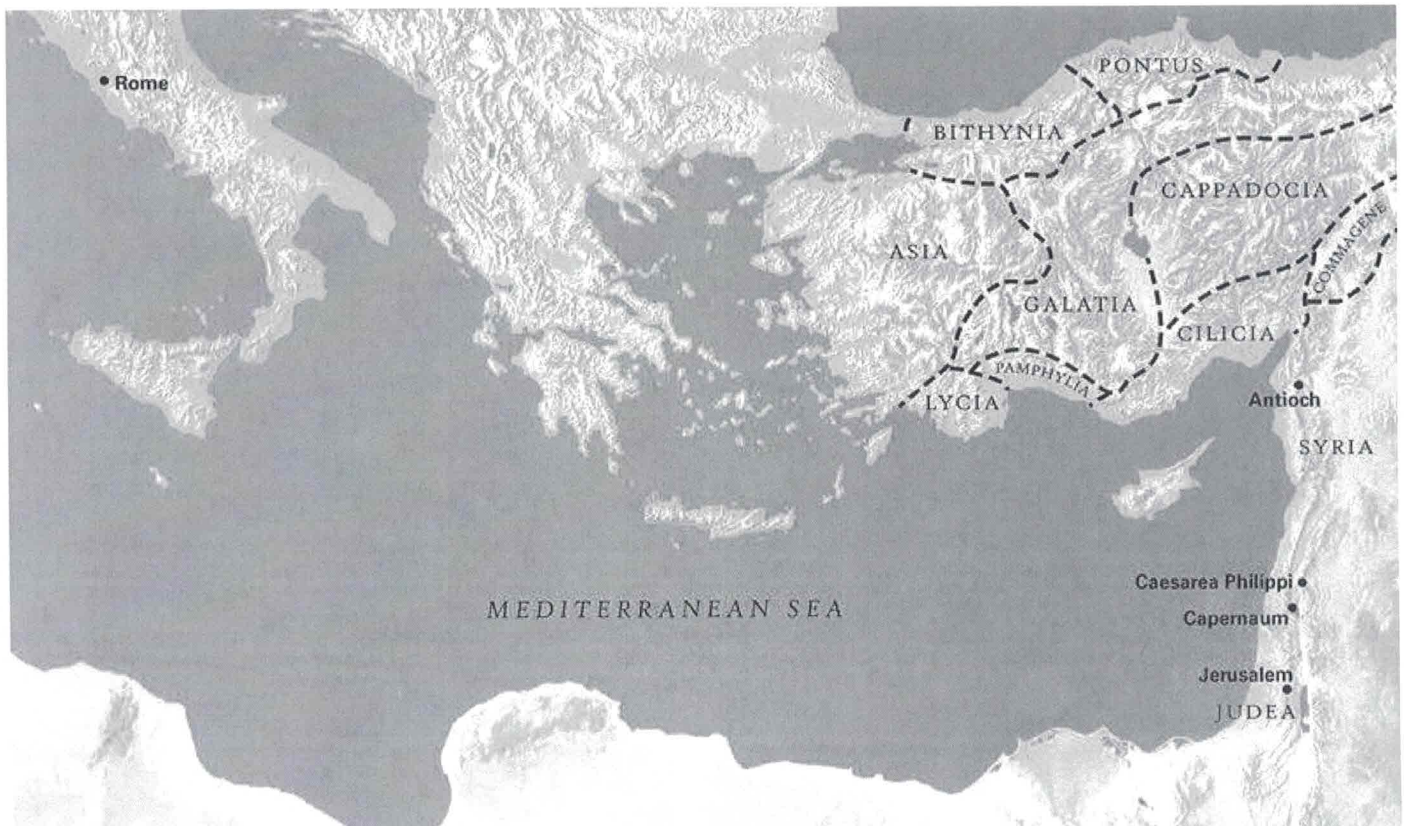 PONTUS
Rome
BITHYNIA
CAPPADOCIA
COMMAGENE
ASIA
GALATIA
CILICIA
PAMPHYLIA
LYCIA
Antioch
SYRIA
Caesarea Philippi
MEDITERRANEAN SEA
Capernaum
Jerusalem
JUDEA